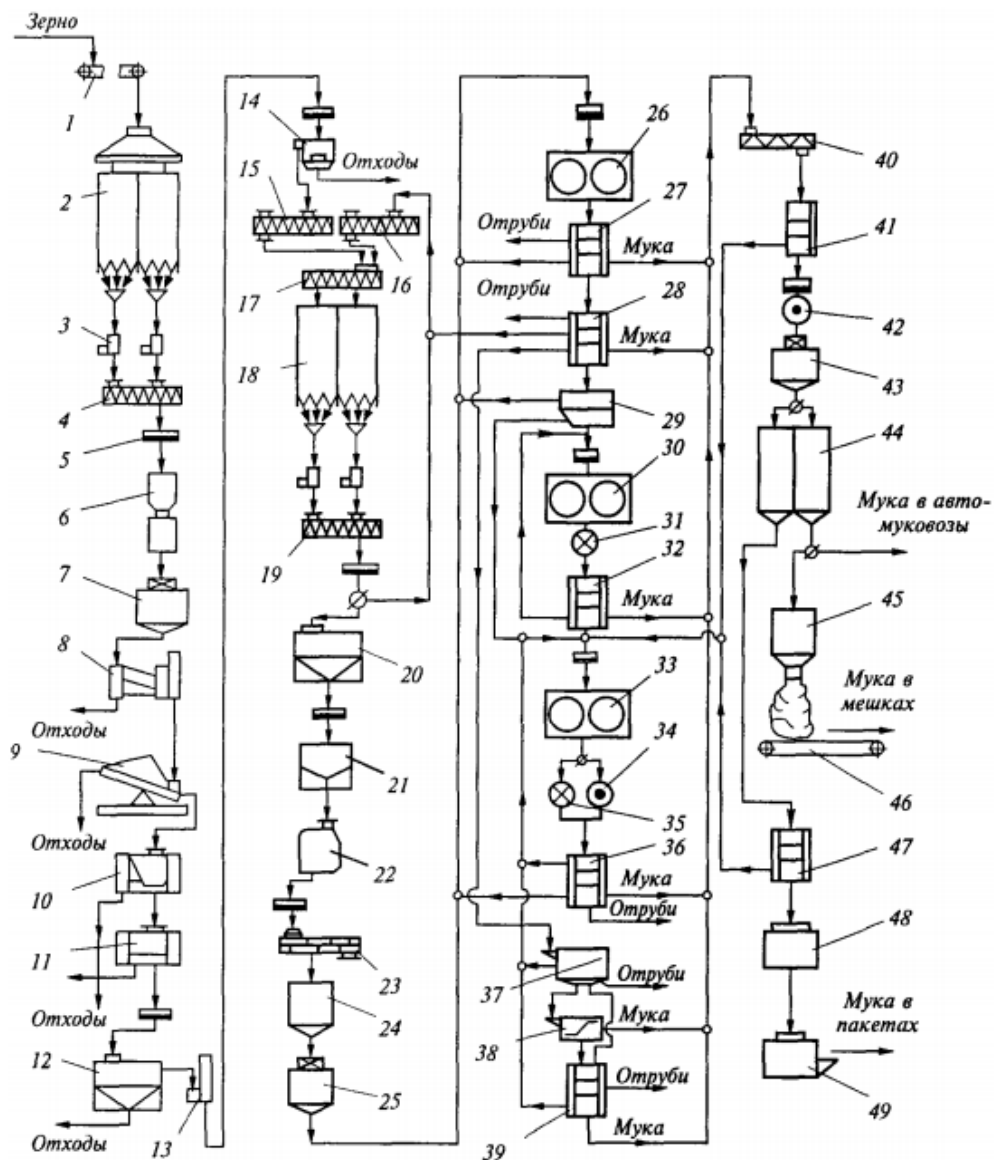 Зерно
1
2
3
4
5
6
7
8
Отходы
9
Отходы
10
11
Отходы
12
13
Отходы
14
Отходы
15
16
17
18
19
20
21
22
23
24
25
26
27
Отруби
Мука
Отруби
28
Мука
29
30
31
32
Мука
33
34
35
36
Мука
Отруби
37
Отруби
38
Мука
Отруби
39
Мука
40
41
42
43
44
Мука в авто-
муковозы
45
Мука в
мешках
46
47
48
Мука в
пакетах
49